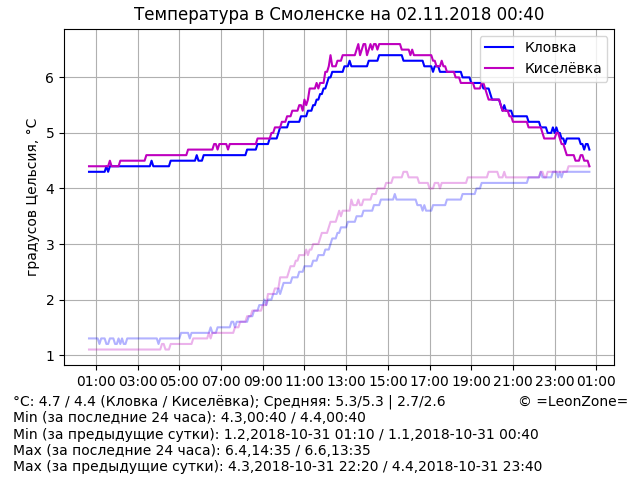 Температура в Смоленске на 02.11.2018 00:40
градусов Цельсия, °C
Кловка
Киселёвка
6
5
4
3
2
1
01:00 03:00 05:00 07:00 09:00 11:00 13:00 15:00 17:00 19:00 21:00 23:00 01:00
°C: 4.7 / 4.4 (Кловка / Киселёвка); Средняя: 5.3/5.3 | 2.7/2.6 © =LeonZone=
Min (за последние 24 часа): 4.3,00:40 / 4.4,00:40
Min (за предыдущие сутки): 1.2,2018-10-31 01:10 / 1.1,2018-10-31 00:40
Max (за последние 24 часа): 6.4,14:35 / 6.6,13:35
Max (за предыдущие сутки): 4.3,2018-10-31 22:20 / 4.4,2018-10-31 23:40